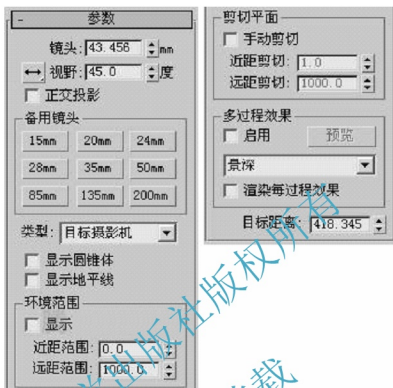 - 参数
镜头: 43.456 mm
视野: 45.0 度
正交投影
备用镜头
15mm 20mm 24mm
28mm 35mm 50mm
85mm 135mm 200mm
类型: 目标摄影机
显示圆锥体
显示地平线
环境范围
显示
近距范围: 0.0
远距范围: 1000.0
剪切平面
手动剪切
近距剪切: 1.0
远距剪切: 1000.0
多过程效果
启用 预览
景深
渲染每过程效果
目标距离: 418.345
出版社版权所有